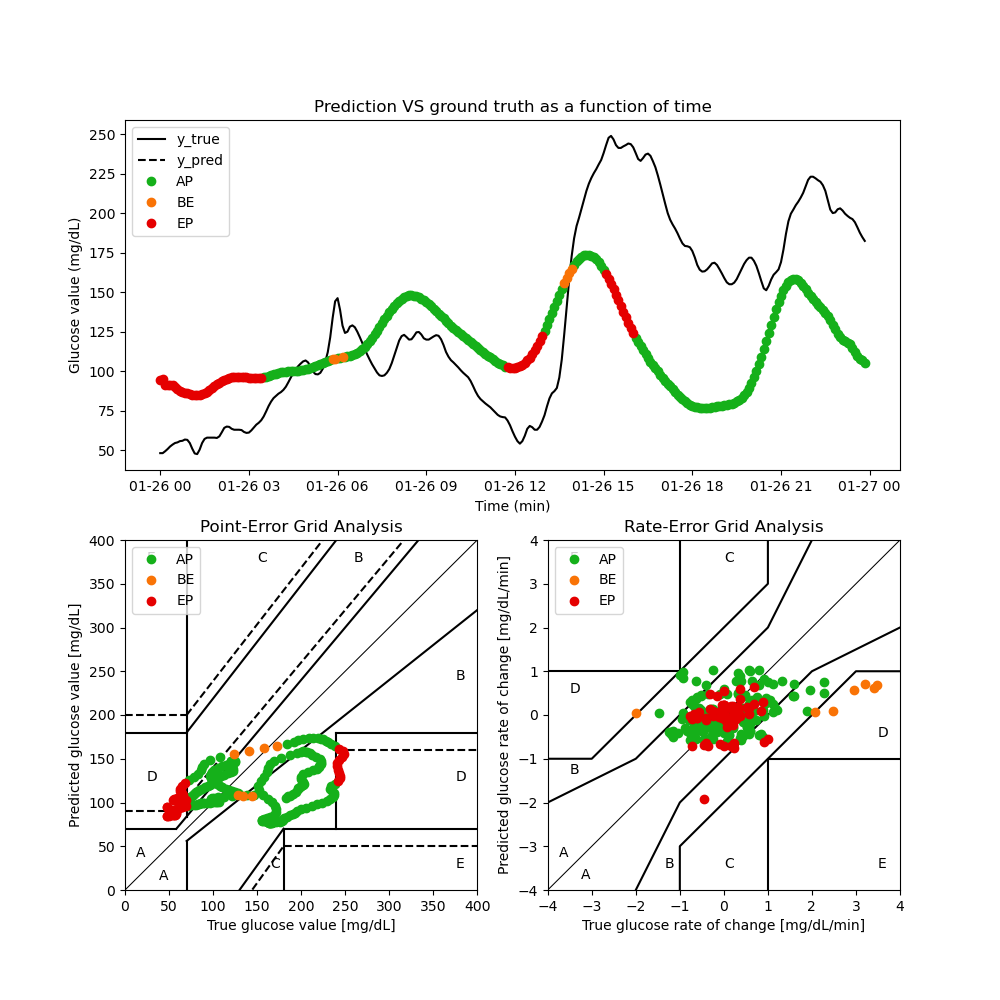 Prediction VS ground truth as a function of time
Glucose value (mg/dL)
250
225
200
175
150
125
100
75
50
y_true
y_pred
AP
BE
EP
01-26 00 01-26 03 01-26 06 01-26 09 01-26 12 01-26 15 01-26 18 01-26 21 01-27 00
Time (min)
Point-Error Grid Analysis
Predicted glucose value [mg/dL]
400
350
300
250
200
150
100
50
0
AP
BE
EP
C
B
B
D
D
A
A
C
E
0 50 100 150 200 250 300 350 400
True glucose value [mg/dL]
Rate-Error Grid Analysis
Predicted glucose rate of change [mg/dL/min]
4
3
2
1
0
−1
−2
−3
−4
AP
BE
EP
C
D
D
B
A
A
B
C
E
−4 −3 −2 −1 0 1 2 3 4
True glucose rate of change [mg/dL/min]